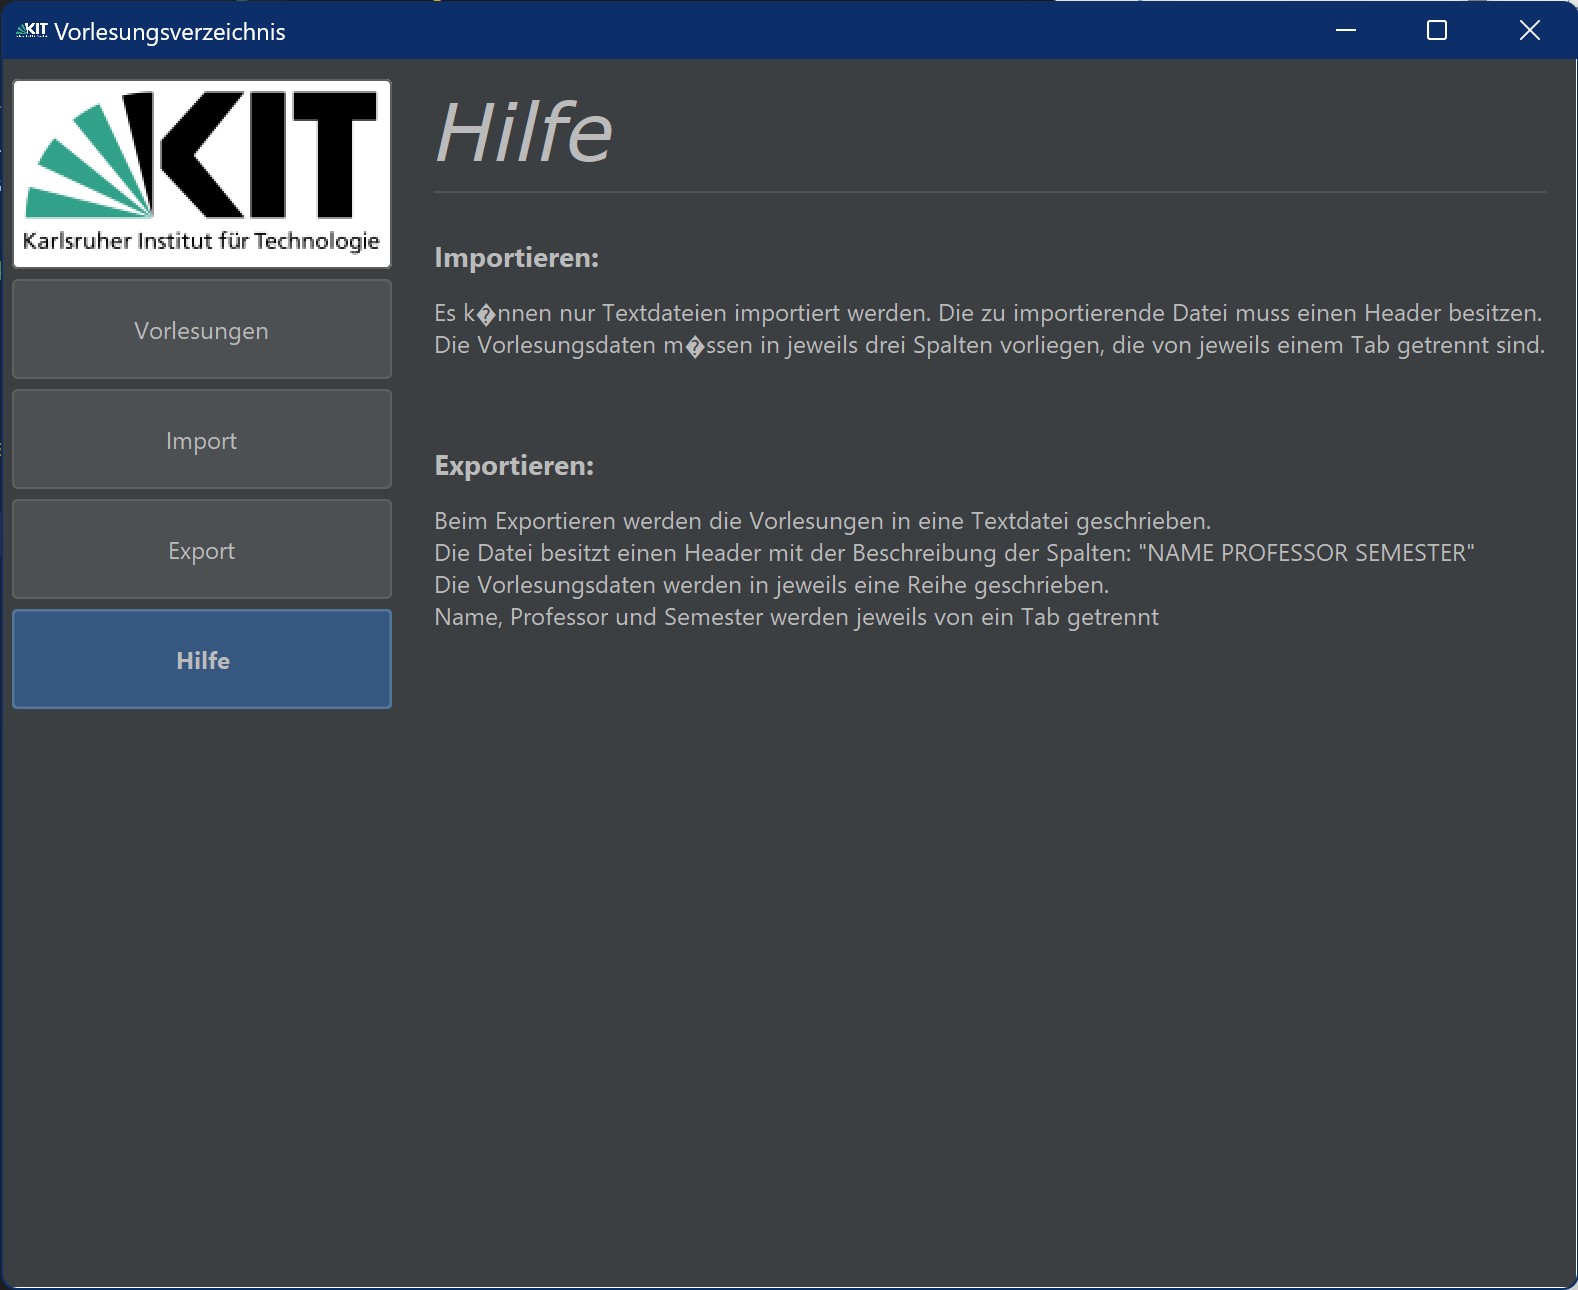 KIT Vorlesungsverzeichnis
KIT
Karlsruher Institut für Technologie
Vorlesungen
Import
Export
Hilfe
Hilfe
Importieren:
Es k�nnen nur Textdateien importiert werden. Die zu importierende Datei muss einen Header besitzen.
Die Vorlesungsdaten m�ssen in jeweils drei Spalten vorliegen, die von jeweils einem Tab getrennt sind.
Exportieren:
Beim Exportieren werden die Vorlesungen in eine Textdatei geschrieben.
Die Datei besitzt einen Header mit der Beschreibung der Spalten: "NAME PROFESSOR SEMESTER"
Die Vorlesungsdaten werden in jeweils eine Reihe geschrieben.
Name, Professor und Semester werden jeweils von ein Tab getrennt